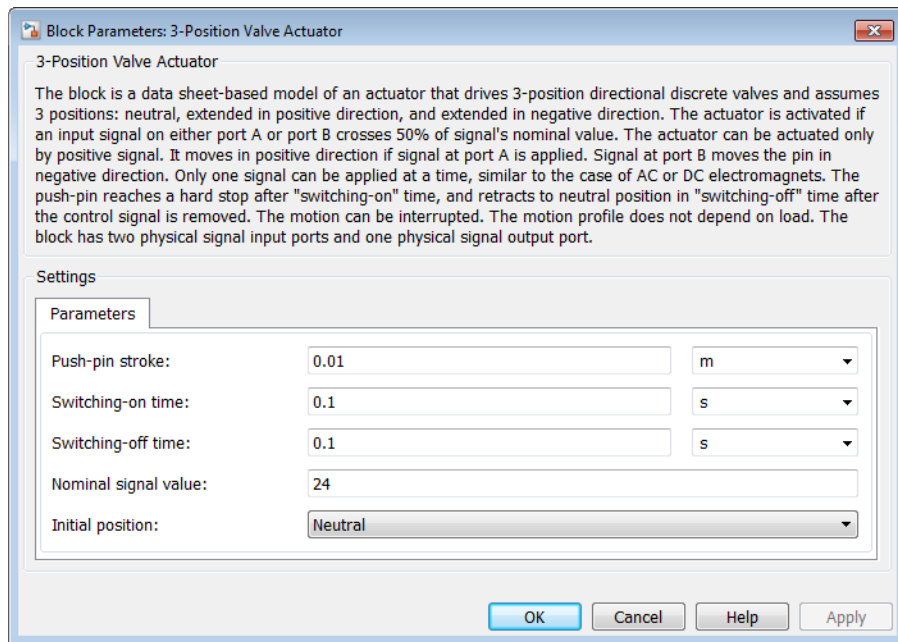 Block Parameters: 3-Position Valve Actuator
3-Position Valve Actuator
The block is a data sheet-based model of an actuator that drives 3-position directional discrete valves and assumes
3 positions: neutral, extended in positive direction, and extended in negative direction. The actuator is activated if
an input signal on either port A or port B crosses 50% of signal's nominal value. The actuator can be actuated only
by positive signal. It moves in positive direction if signal at port A is applied. Signal at port B moves the pin in
negative direction. Only one signal can be applied at a time, similar to the case of AC or DC electromagnets. The
push-pin reaches a hard stop after "switching-on" time, and retracts to neutral position in "switching-off" time after
the control signal is removed. The motion can be interrupted. The motion profile does not depend on load. The
block has two physical signal input ports and one physical signal output port.
Settings
Parameters
Push-pin stroke: 0.01 m
Switching-on time: 0.1 s
Switching-off time: 0.1 s
Nominal signal value: 24
Initial position: Neutral
OK Cancel Help Apply